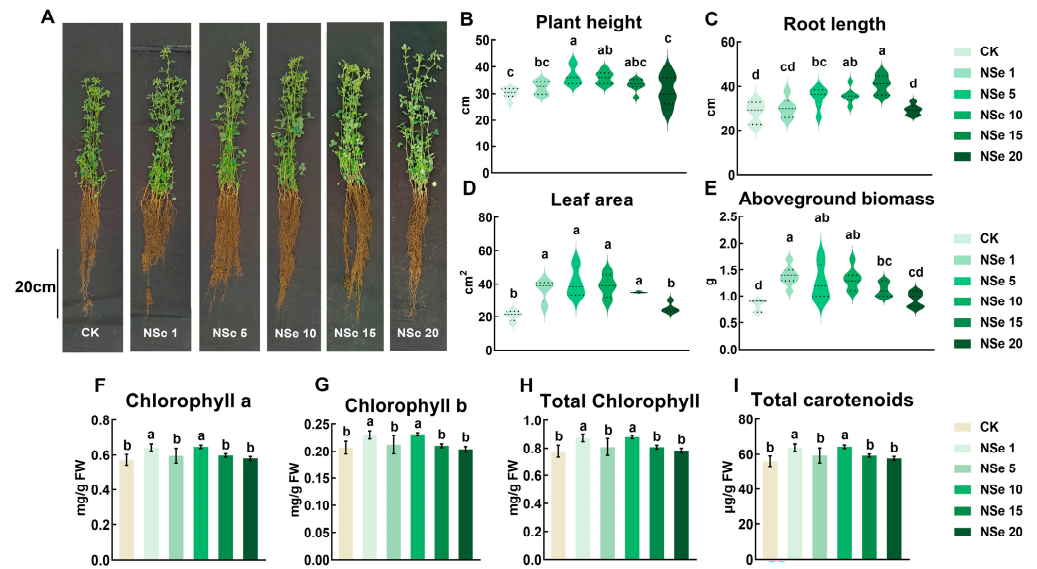 A
20cm
CK
NSe 1
NSe 5
NSe 10
NSe 15
NSe 20
B
Plant height
cm
50
40
30
20
10
0
c
bc
a
ab
abc
c
C
Root length
cm
60
40
20
0
d
cd
bc
ab
a
d
CK
NSe 1
NSe 5
NSe 10
NSe 15
NSe 20
D
Leaf area
cm²
80
60
40
20
0
b
a
a
a
a
b
E
Aboveground biomass
g
2.5
2.0
1.5
1.0
0.5
0.0
d
a
ab
ab
bc
cd
CK
NSe 1
NSe 5
NSe 10
NSe 15
NSe 20
F
Chlorophyll a
mg/g FW
0.8
0.6
0.4
0.2
0.0
b
a
b
a
b
b
G
Chlorophyll b
mg/g FW
0.25
0.20
0.15
0.10
0.05
0.00
b
a
b
a
b
b
H
Total Chlorophyll
mg/g FW
1.0
0.8
0.6
0.4
0.2
0.0
b
a
b
a
b
b
I
Total carotenoids
µg/g FW
80
60
40
20
0
b
a
b
a
b
b
CK
NSe 1
NSe 5
NSe 10
NSe 15
NSe 20